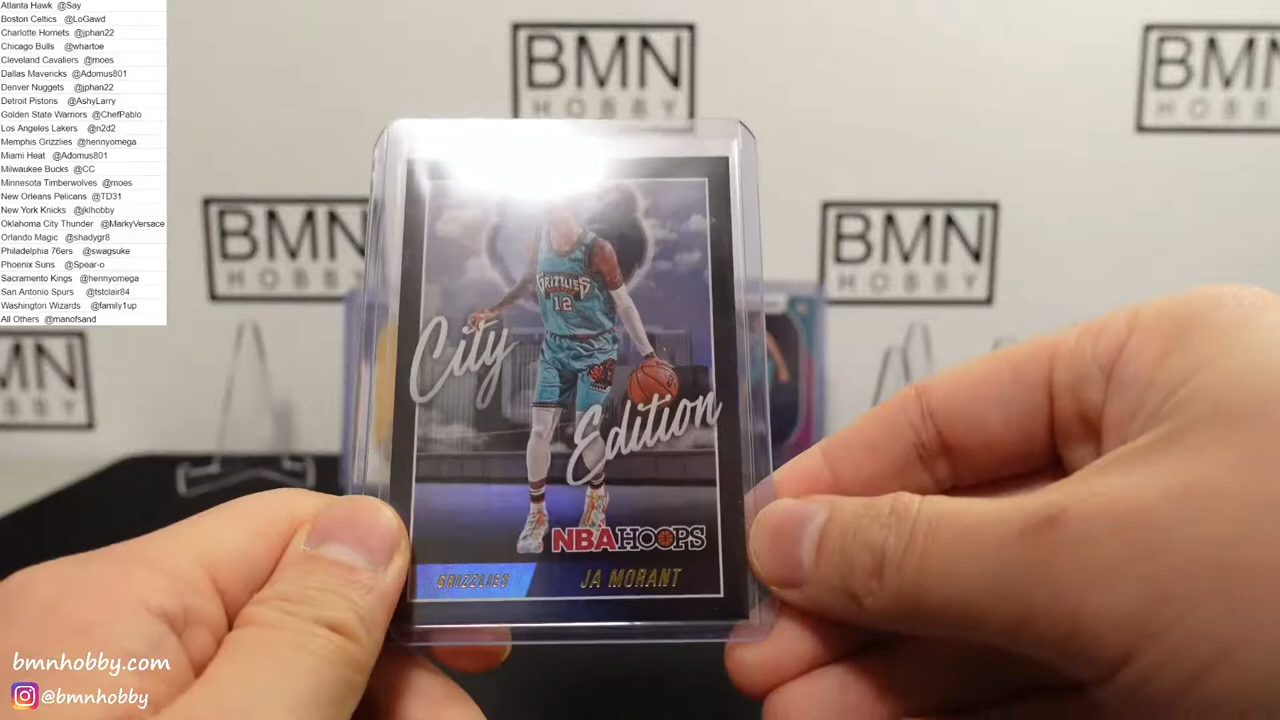 Atlanta Hawk @Say
Boston Celtics @LoGawd
Charlotte Hornets @jphan22
Chicago Bulls @whartoe
Cleveland Cavaliers @moes
Dallas Mavericks @Adomus801
Denver Nuggets @jphan22
Detroit Pistons @AshyLarry
Golden State Warriors @ChefPablo
Los Angeles Lakers @n2d2
Memphis Grizzlies @hennyomega
Miami Heat @Adomus801
Milwaukee Bucks @CC
Minnesota Timberwolves @moes
New Orleans Pelicans @TD31
New York Knicks @jklhobby
Oklahoma City Thunder @MarkyVersace
Orlando Magic @shadygr8
Philadelphia 76ers @swagsuke
Phoenix Suns @Spear-o
Sacramento Kings @hennyomega
San Antonio Spurs @tstclair84
Washington Wizards @family1up
All Others @manofsand
BMN
HOBBY
BMN
HOBBY
BMN
HOBBY
BMN
HOBBY
MN
OBBY
GRIZZLIES
12
City
Edition
NBA HOOPS
GRIZZLIES
JA MORANT
bmnhobby.com
@bmnhobby